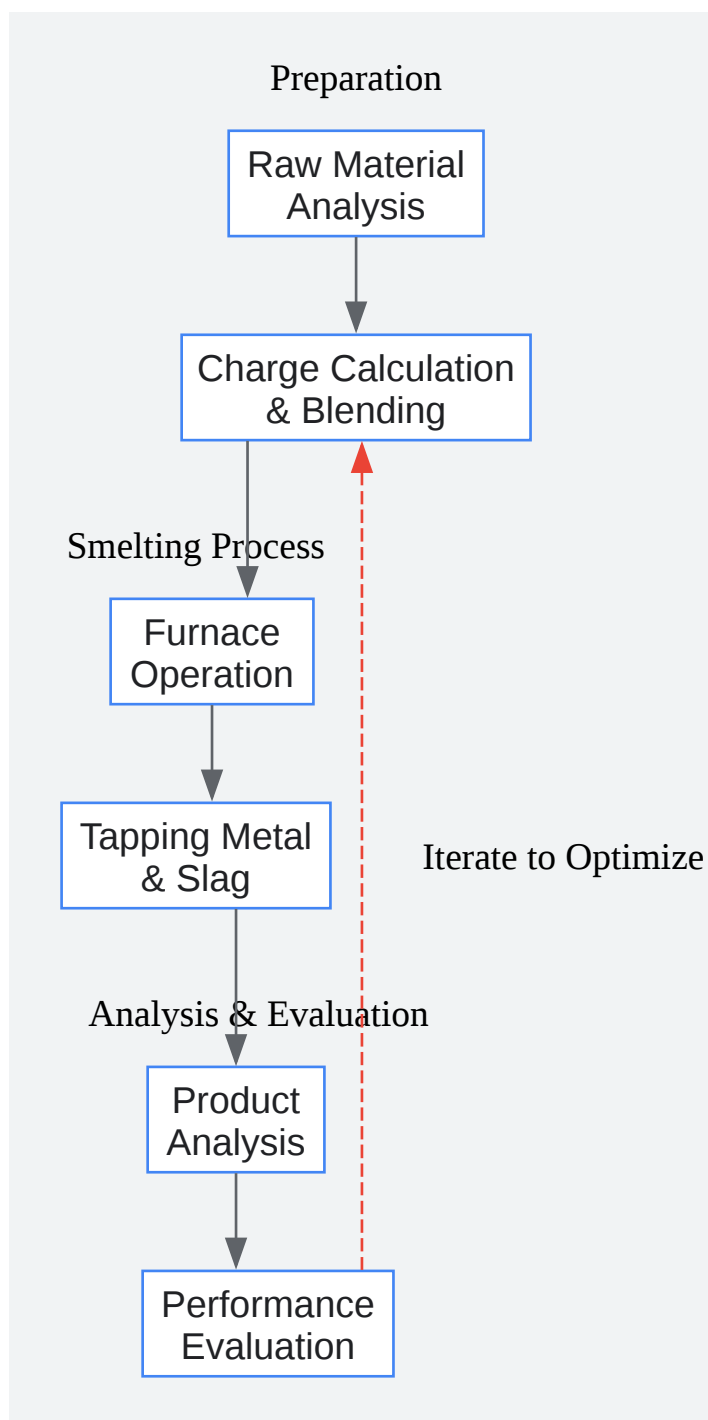 Preparation
Raw Material
Analysis
Charge Calculation
& Blending
Smelting Process
Furnace
Operation
Tapping Metal
& Slag
Iterate to Optimize
Analysis & Evaluation
Product
Analysis
Performance
Evaluation